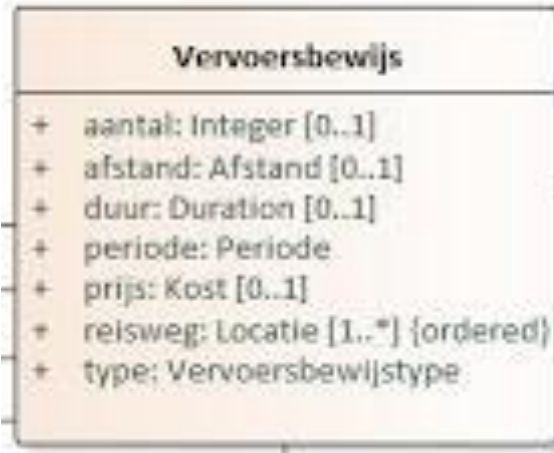 Vervoersbewijs
+ aantal: Integer [0..1]
+ afstand: Afstand [0..1]
+ duur: Duration [0..1]
+ periode: Periode
+ prijs: Kost [0..1]
+ reisweg: Locatie [1..*] {ordered}
+ type: Vervoersbewijstype